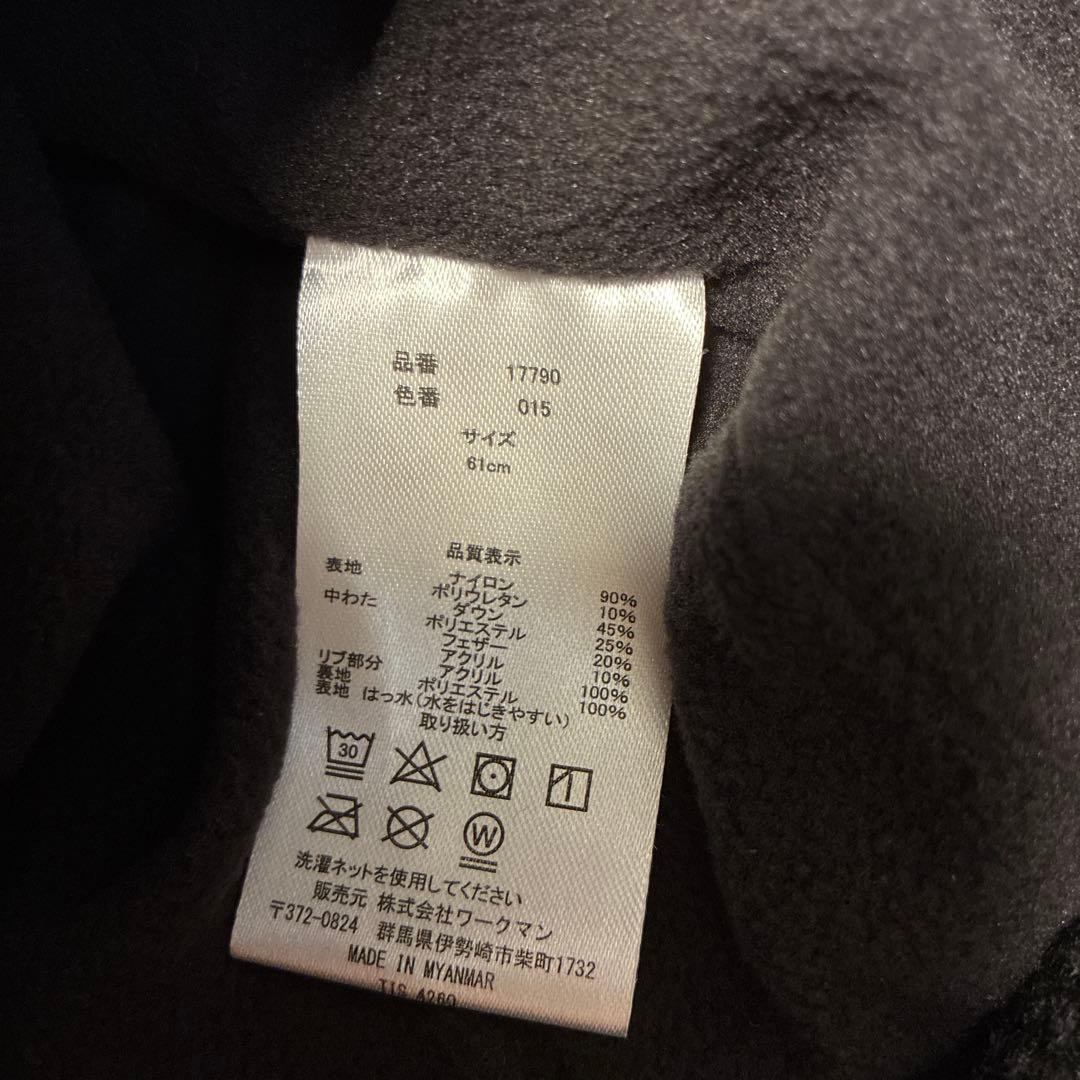 品番 17790
色番 015
サイズ
61cm
品質表示
表地 ナイロン 90%
ポリウレタン 10%
中わた ダウン 45%
ポリエステル 25%
フェザー 20%
アクリル 10%
リブ部分 アクリル 100%
裏地 ポリエステル 100%
表地 はっ水(水をはじきやすい)
取り扱い方
30
W
洗濯ネットを使用してください
販売元 株式会社ワークマン
〒372-0824 群馬県伊勢崎市柴町1732
MADE IN MYANMAR